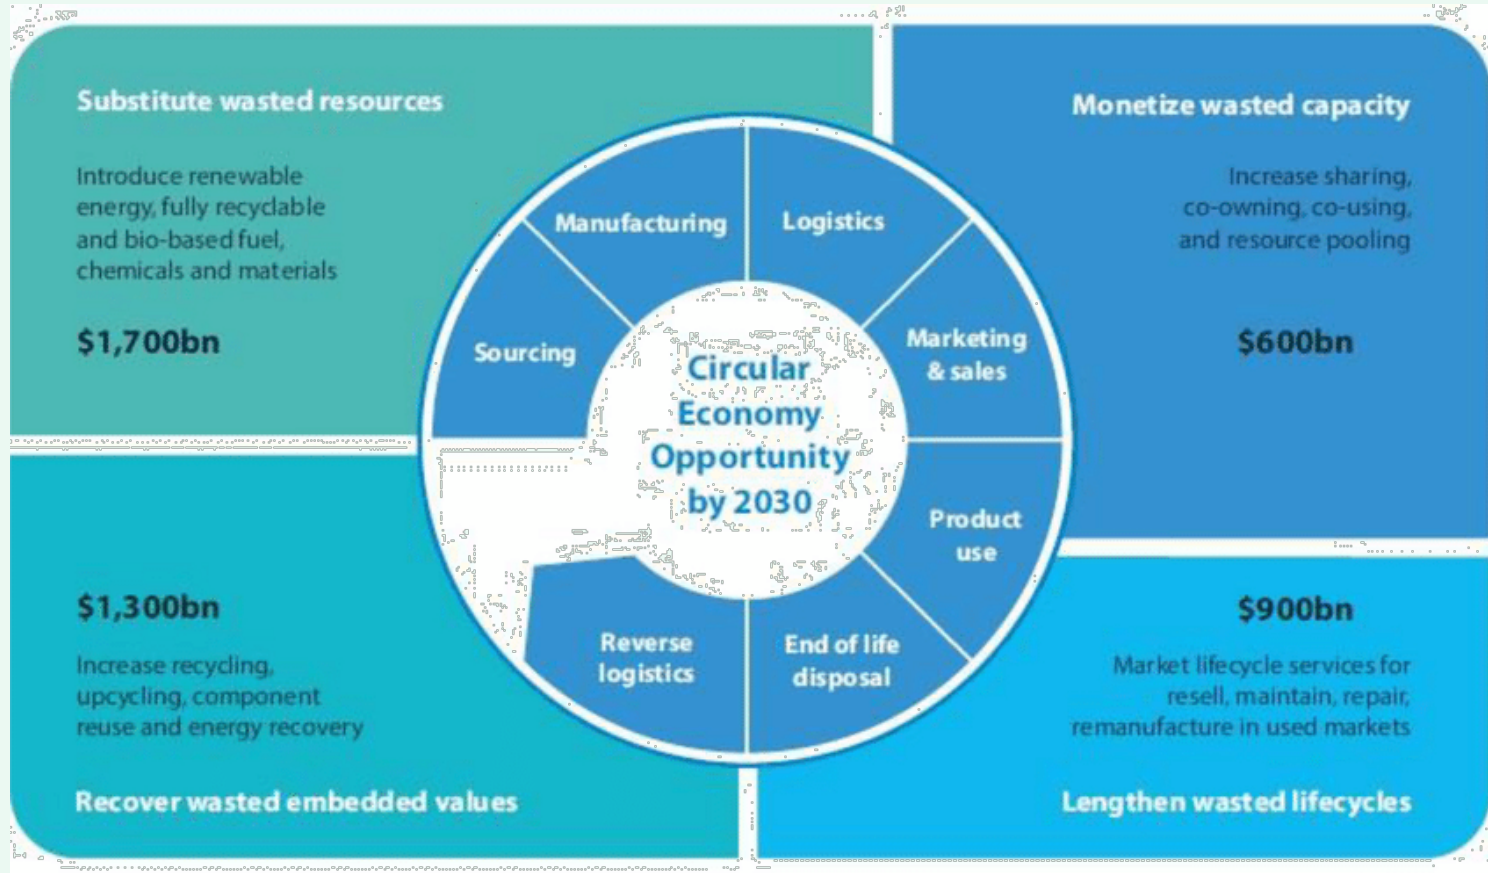 Substitute wasted resources
Introduce renewable
energy, fully recyclable
and bio-based fuel,
chemicals and materials
$1,700bn
Monetize wasted capacity
Increase sharing,
co-owning, co-using,
and resource pooling
$600bn
Manufacturing
Logistics
Sourcing
Marketing
& sales
Circular
Economy
Opportunity
by 2030
Product
use
Reverse
logistics
End of life
disposal
$1,300bn
Increase recycling,
upcycling, component
reuse and energy recovery
Recover wasted embedded values
$900bn
Market lifecycle services for
resell, maintain, repair,
remanufacture in used markets
Lengthen wasted lifecycles